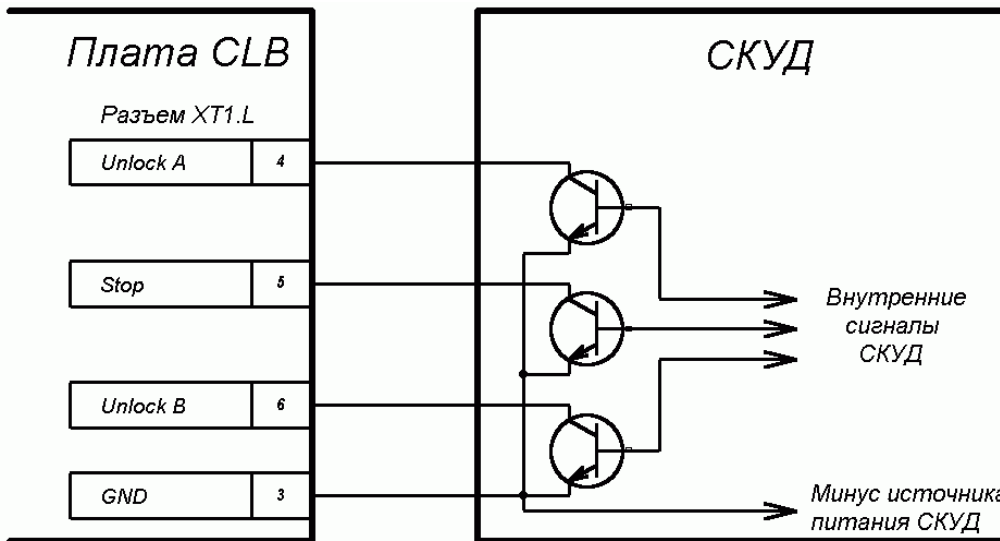 Плата CLB
СКУД
Разъем XT1.L
Unlock A 4
Stop 5
Unlock B 6
GND 3
Внутренние
сигналы
СКУД
Минус источника
питания СКУД